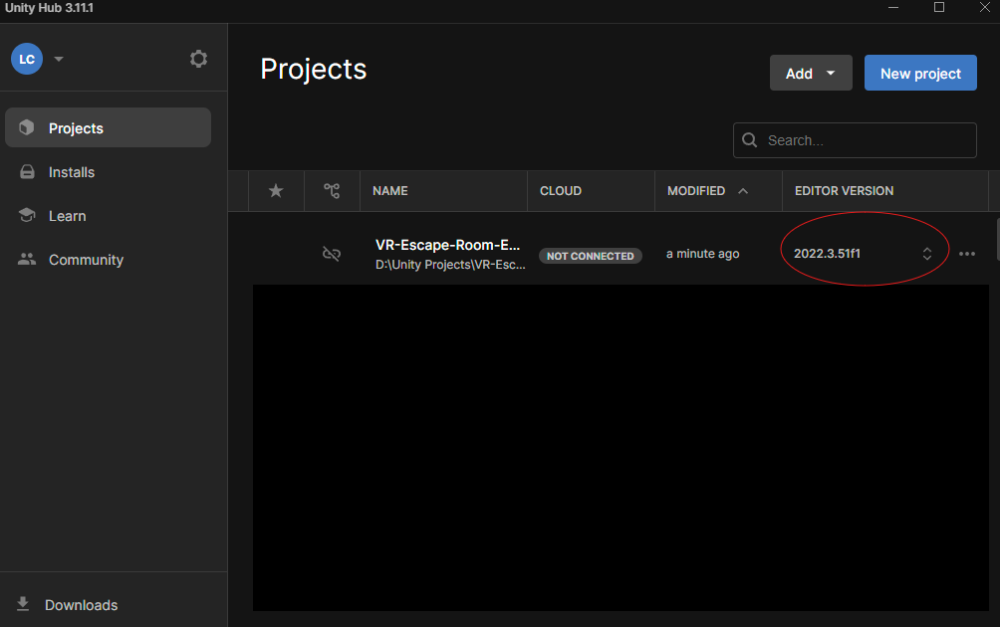 Unity Hub 3.11.1
LC
Projects
Installs
Learn
Community
Downloads
Projects
Add
New project
Search...
NAME CLOUD MODIFIED EDITOR VERSION
VR-Escape-Room-E... NOT CONNECTED a minute ago 2022.3.51f1
D:\Unity Projects\VR-Esc...